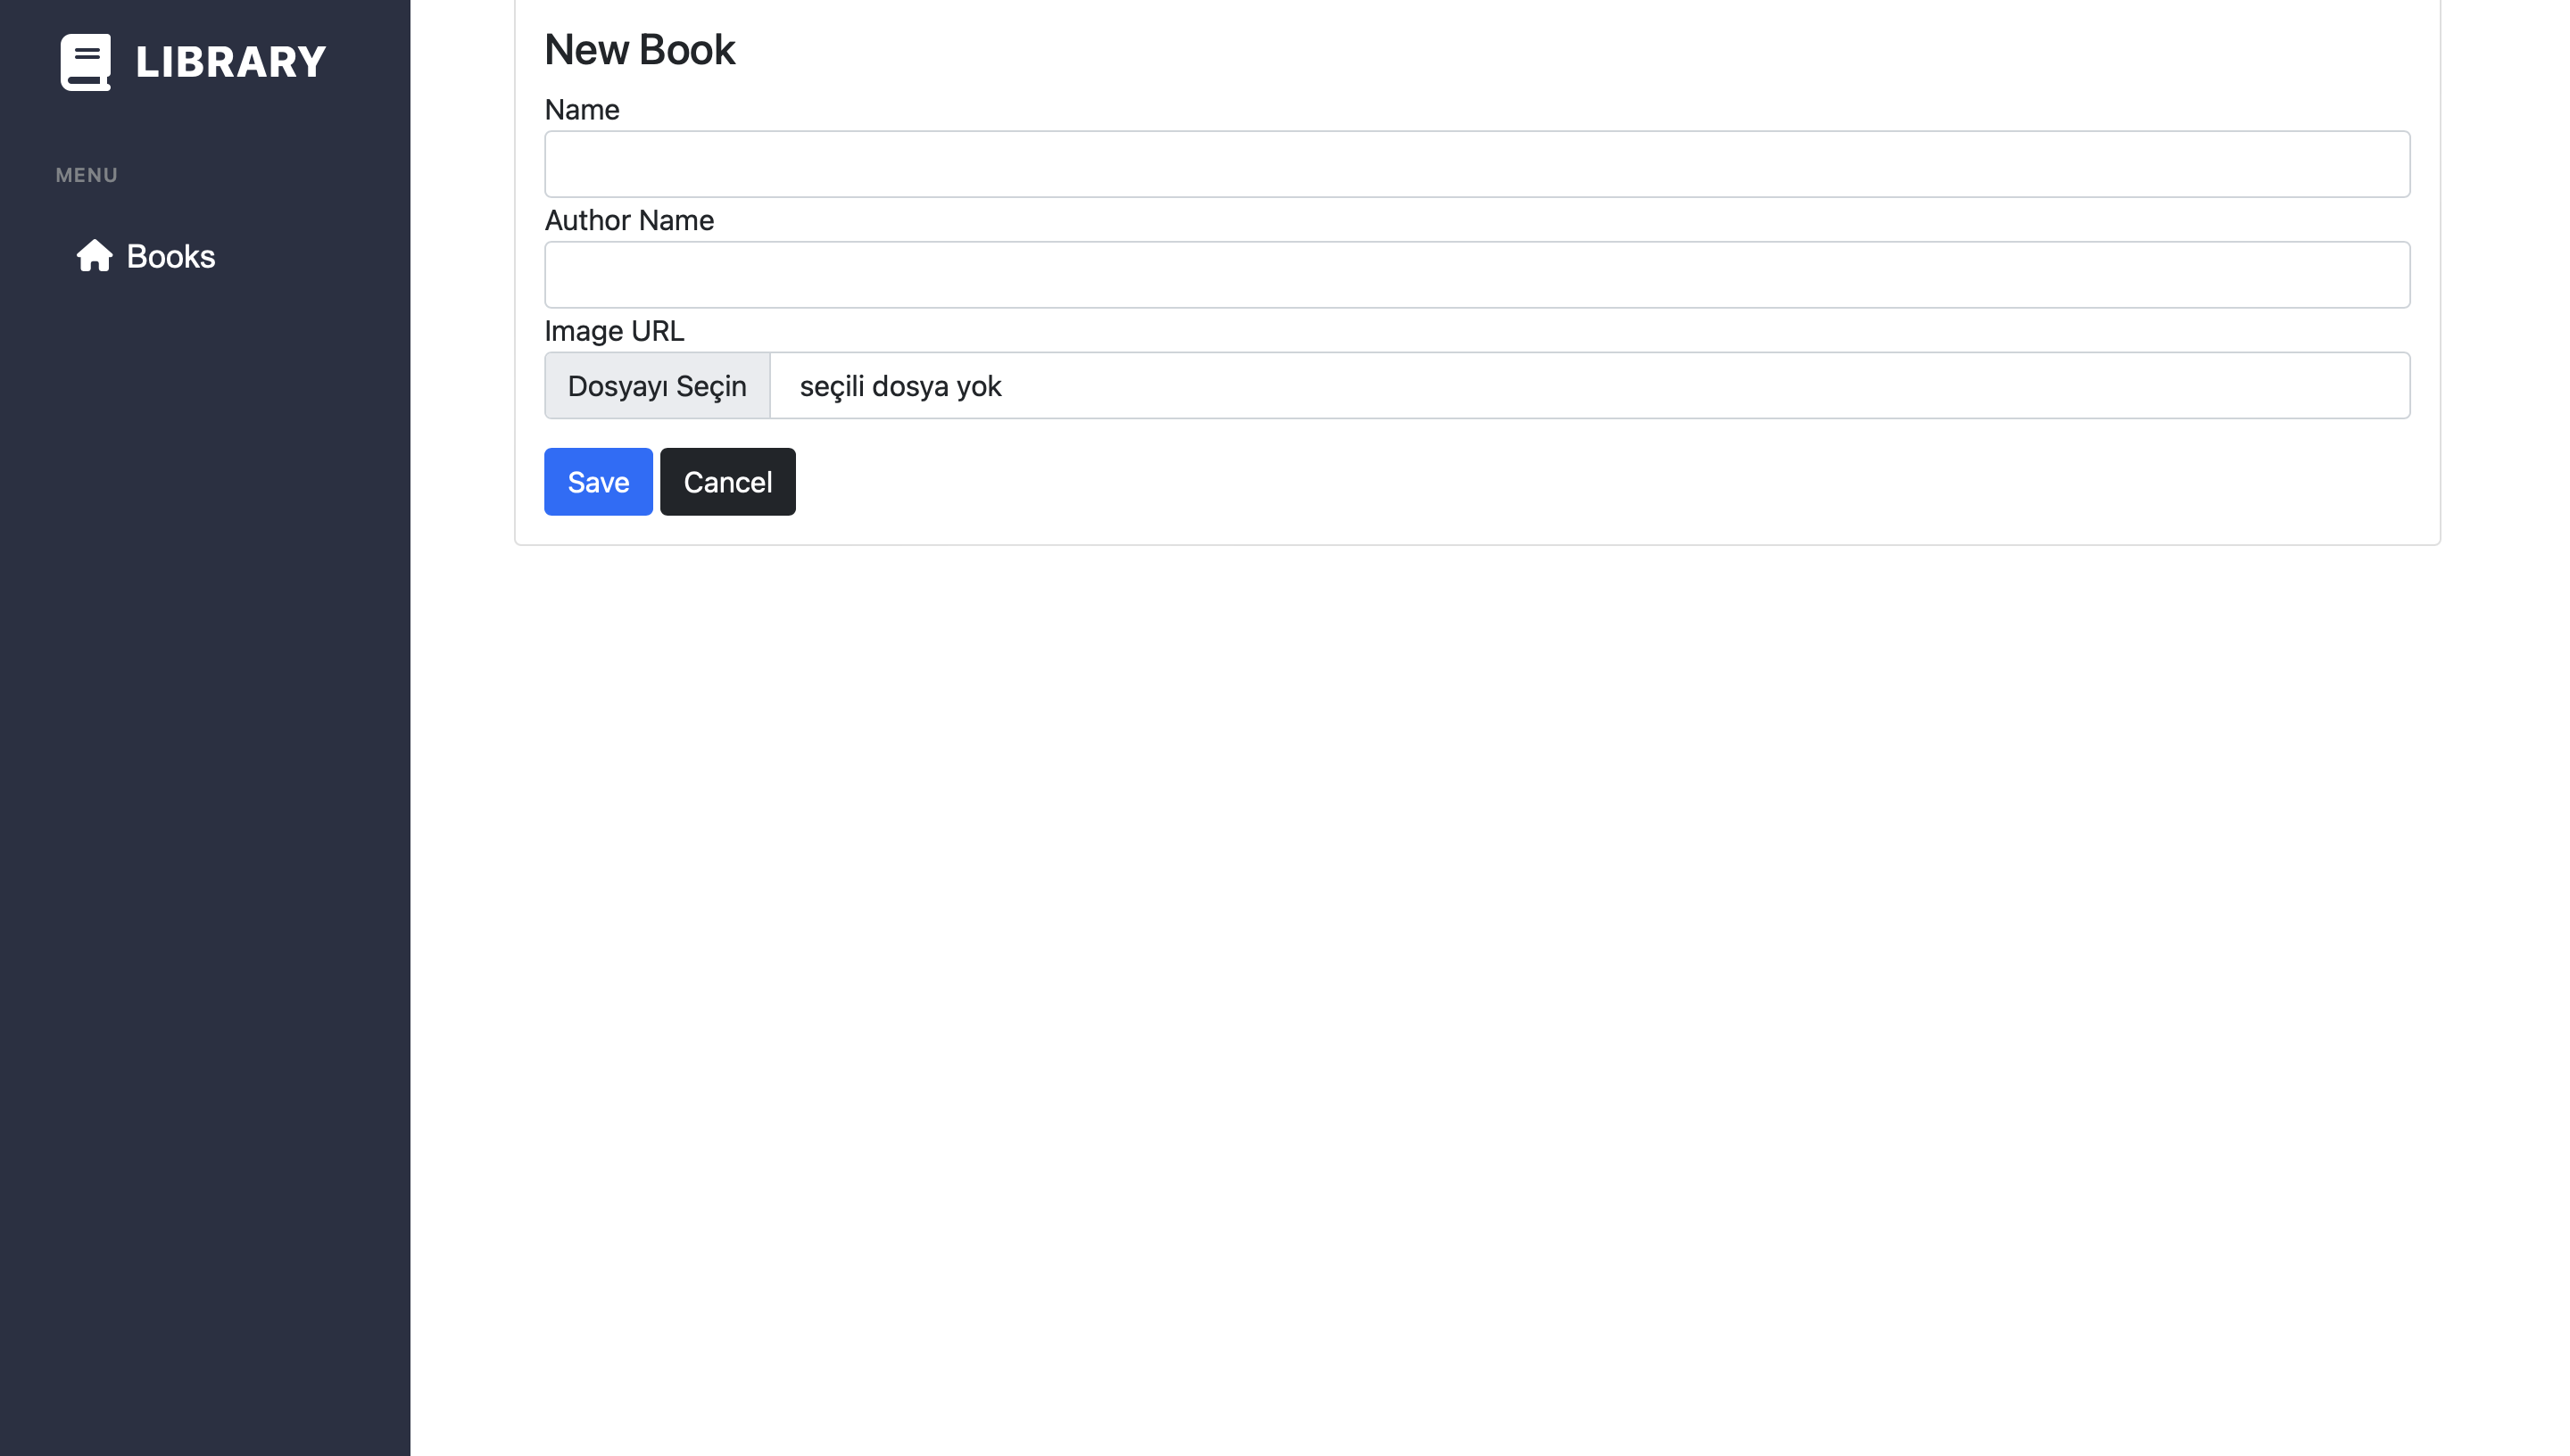 LIBRARY
MENU
Books
New Book
Name
Author Name
Image URL
Dosyayı Seçin seçili dosya yok
Save Cancel